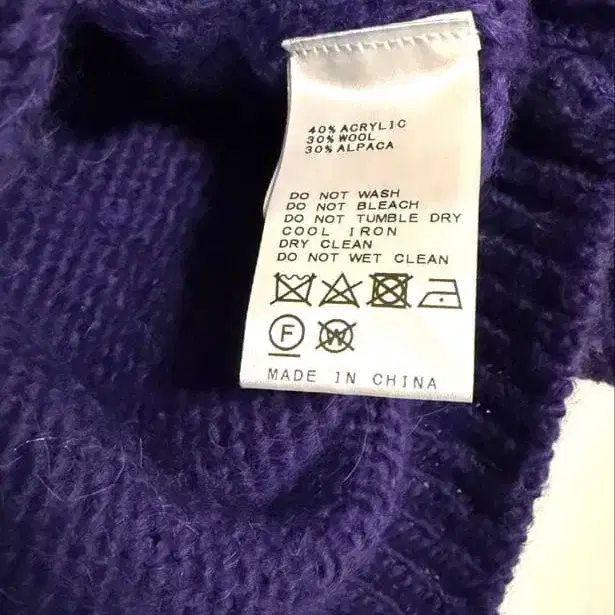 40% ACRYLIC
30% WOOL
30% ALPACA
DO NOT WASH
DO NOT BLEACH
DO NOT TUMBLE DRY
COOL IRON
DRY CLEAN
DO NOT WET CLEAN
F W
MADE IN CHINA